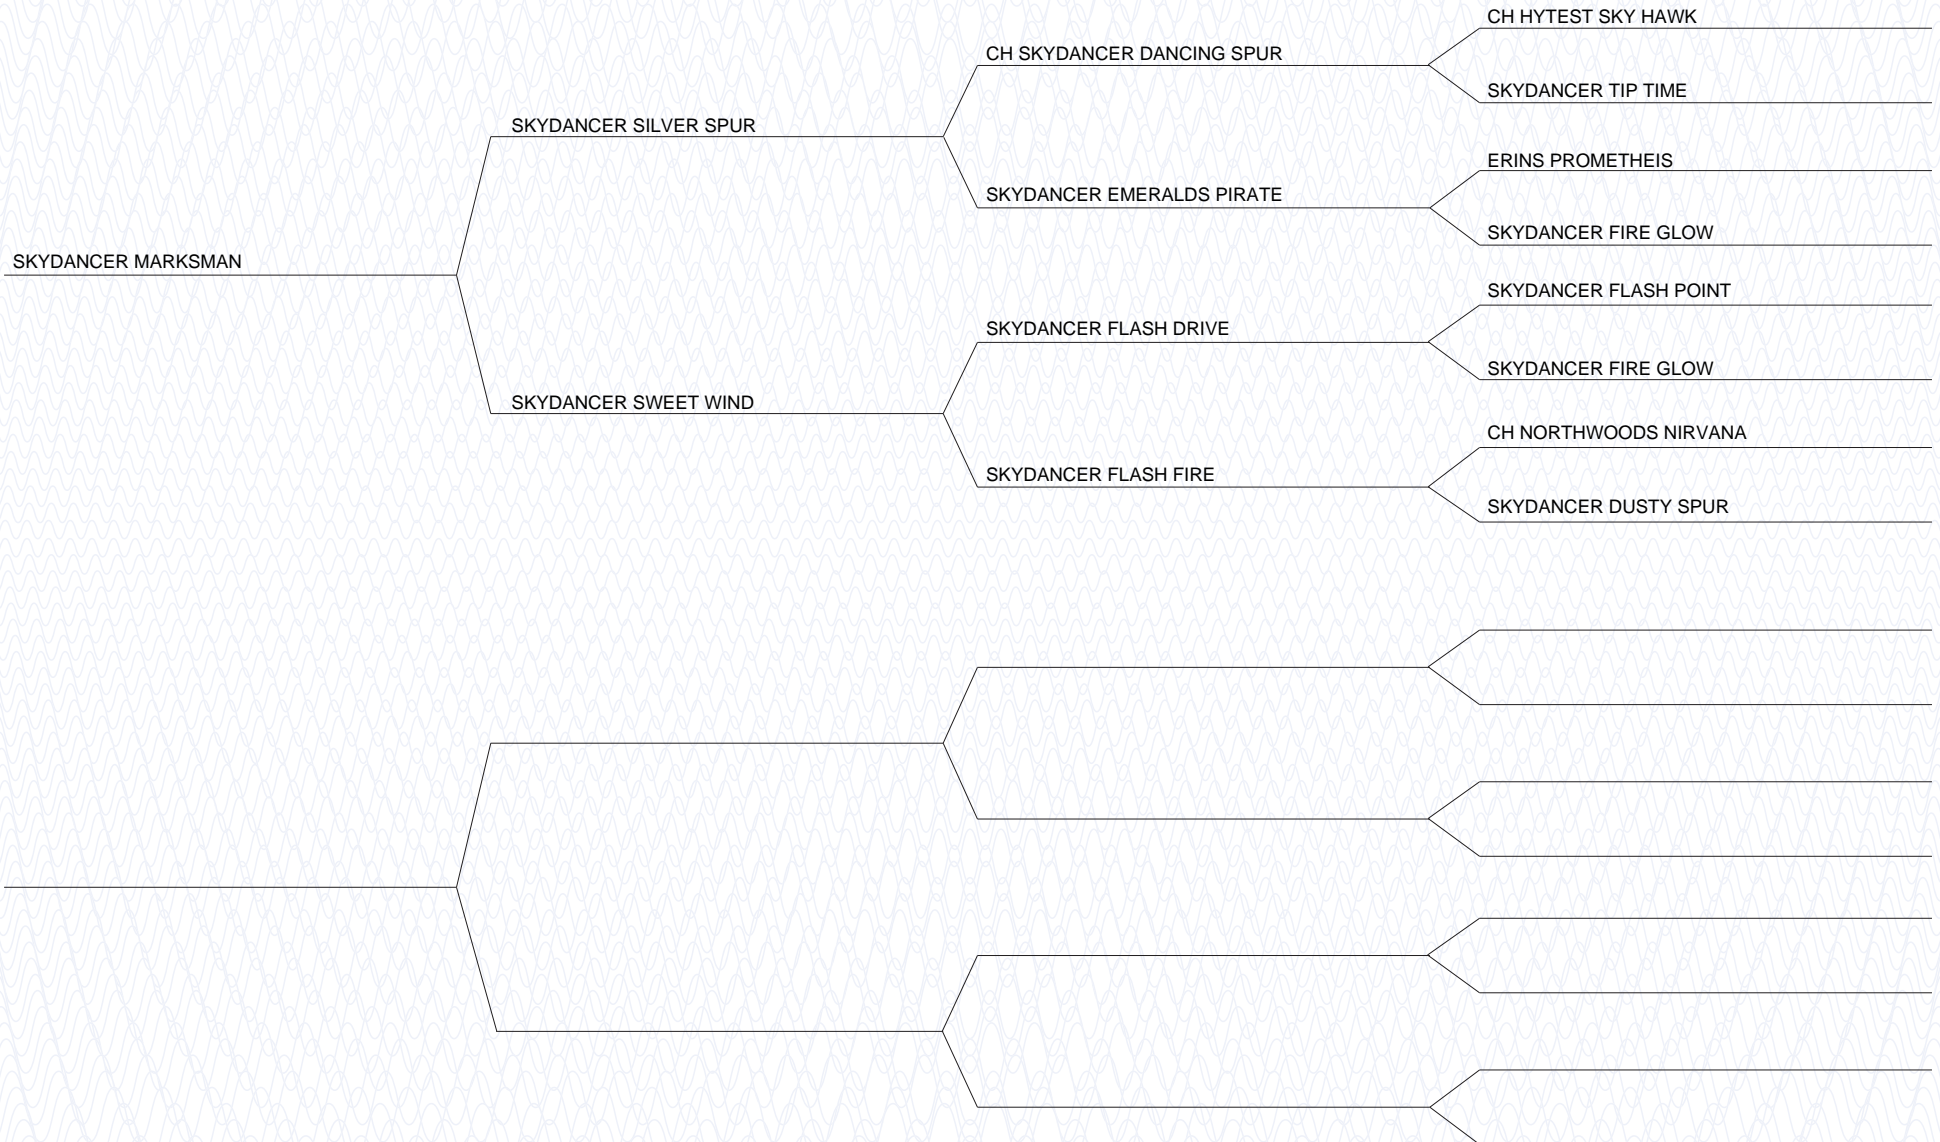 CH HYTEST SKY HAWK
CH SKYDANCER DANCING SPUR
SKYDANCER TIP TIME
SKYDANCER SILVER SPUR
ERINS PROMETHEIS
SKYDANCER EMERALDS PIRATE
SKYDANCER FIRE GLOW
SKYDANCER MARKSMAN
SKYDANCER FLASH POINT
SKYDANCER FLASH DRIVE
SKYDANCER FIRE GLOW
SKYDANCER SWEET WIND
CH NORTHWOODS NIRVANA
SKYDANCER FLASH FIRE
SKYDANCER DUSTY SPUR